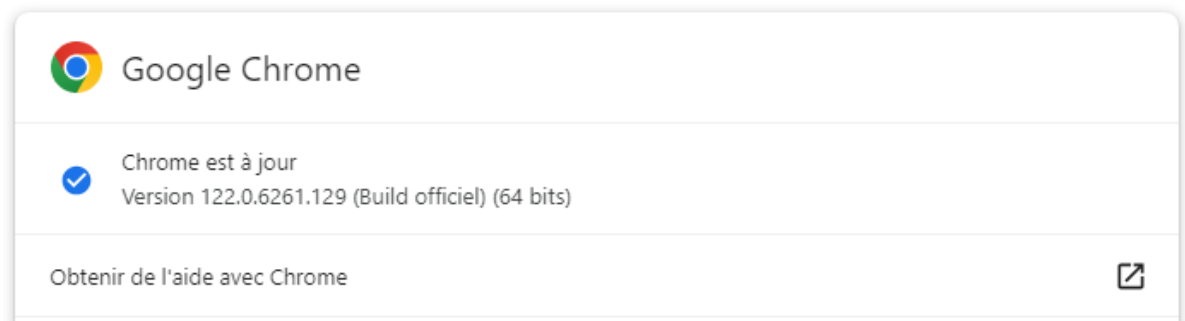 Google Chrome
Chrome est à jour
Version 122.0.6261.129 (Build officiel) (64 bits)
Obtenir de l'aide avec Chrome